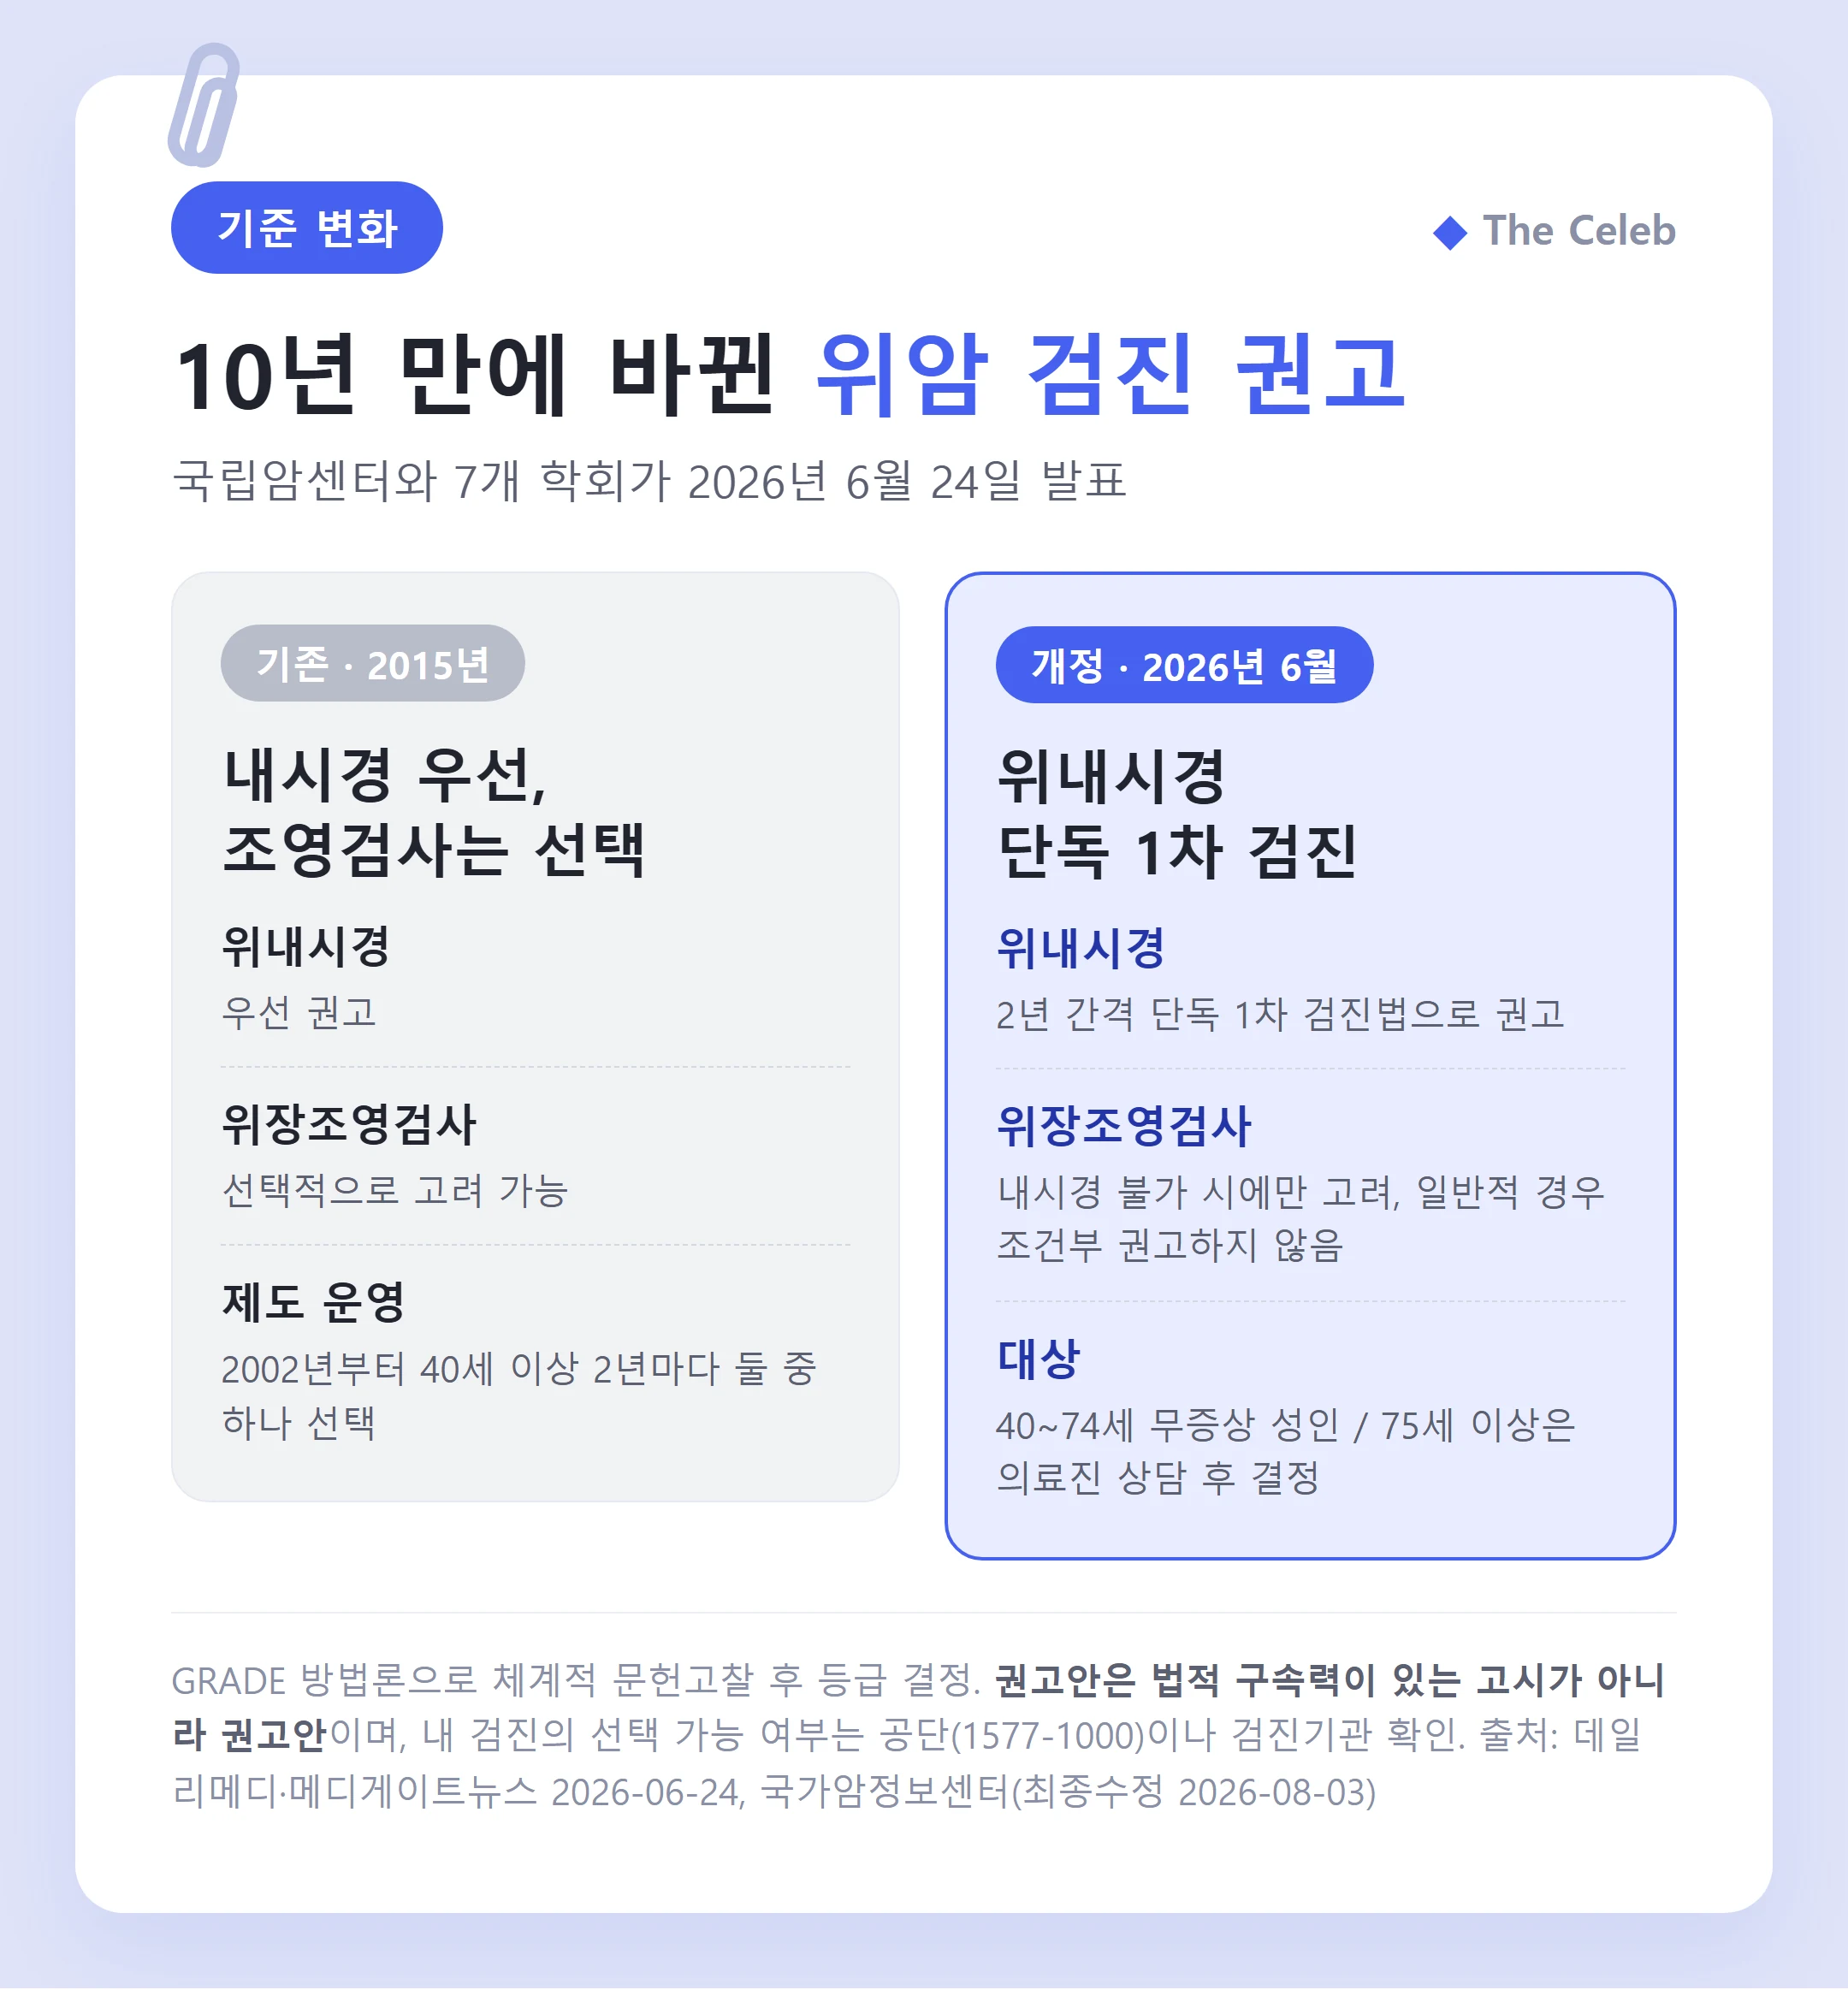 기준 변화
◆ The Celeb
10년 만에 바뀐 위암 검진 권고
국립암센터와 7개 학회가 2026년 6월 24일 발표
기존 · 2015년
내시경 우선,
조영검사는 선택
위내시경
우선 권고
위장조영검사
선택적으로 고려 가능
제도 운영
2002년부터 40세 이상 2년마다 둘 중
하나 선택
개정 · 2026년 6월
위내시경
단독 1차 검진
위내시경
2년 간격 단독 1차 검진법으로 권고
위장조영검사
내시경 불가 시에만 고려, 일반적 경우
조건부 권고하지 않음
대상
40~74세 무증상 성인 / 75세 이상은
의료진 상담 후 결정
GRADE 방법론으로 체계적 문헌고찰 후 등급 결정. 권고안은 법적 구속력이 있는 고시가 아니
라 권고안이며, 내 검진의 선택 가능 여부는 공단(1577-1000)이나 검진기관 확인. 출처: 데일
리메디·메디게이트뉴스 2026-06-24, 국가암정보센터(최종수정 2026-08-03)